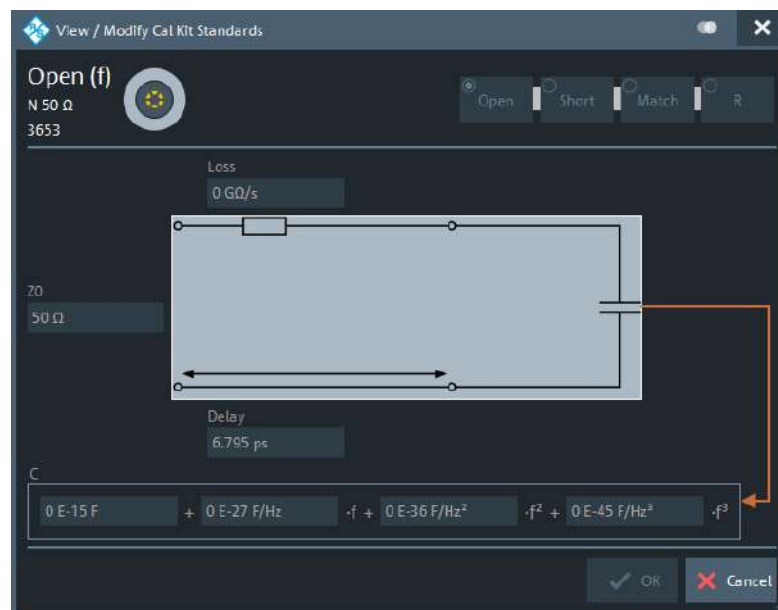 View / Modify Cal Kit Standards
Open (f)
N 50 Ω
3653
Open Short Match R
Loss
0 GΩ/s
Z0
50 Ω
Delay
6.795 ps
C
0 E-15 F + 0 E-27 F/Hz ·f + 0 E-36 F/Hz² ·f² + 0 E-45 F/Hz³ ·f³
OK Cancel